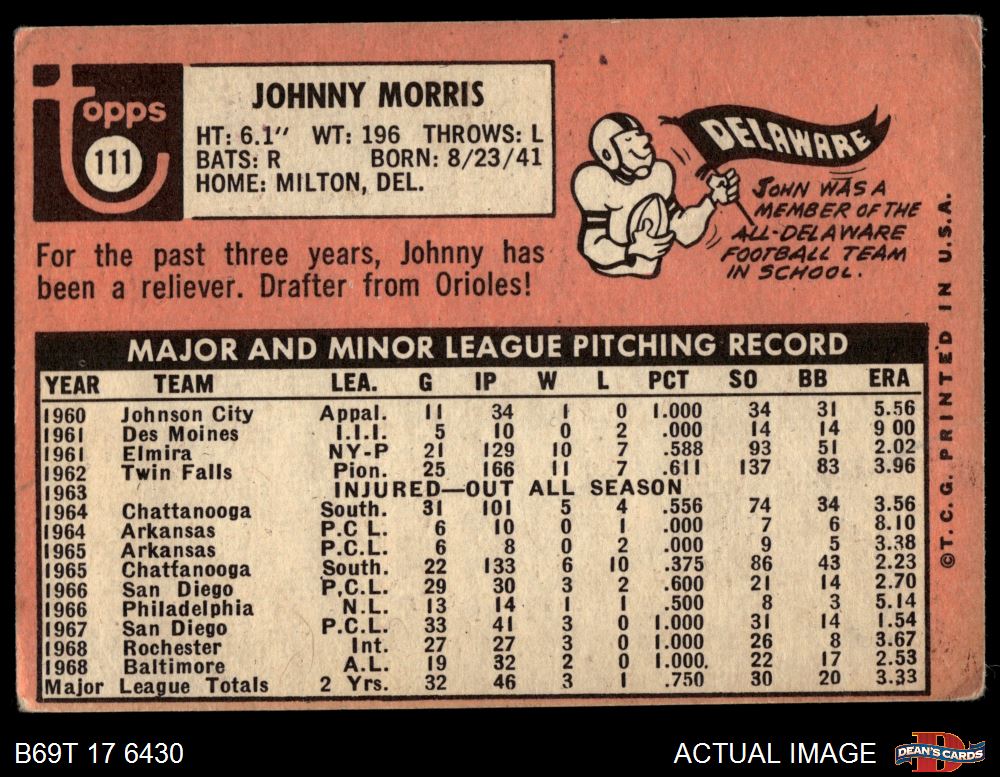 Topps
111
JOHNNY MORRIS
HT: 6.1" WT: 196 THROWS: L
BATS: R BORN: 8/23/41
HOME: MILTON, DEL.
For the past three years, Johnny has
been a reliever. Drafter from Orioles!
DELAWARE
JOHN WAS A
MEMBER OF THE
ALL-DELAWARE
FOOTBALL TEAM
IN SCHOOL.
MAJOR AND MINOR LEAGUE PITCHING RECORD
YEAR TEAM LEA. G IP W L PCT SO BB ERA
1960 Johnson City Appal. 11 34 1 0 1.000 34 31 5.56
1961 Des Moines I.I.I. 5 10 0 2 .000 14 14 9 00
1961 Elmira NY-P 21 129 10 7 .588 93 51 2.02
1962 Twin Falls Pion. 25 166 11 7 .611 137 83 3.96
1963 INJURED—OUT ALL SEASON
1964 Chattanooga South. 31 101 5 4 .556 74 34 3.56
1964 Arkansas P.C L. 6 10 0 1 .000 7 6 8.10
1965 Arkansas P.C.L. 6 8 0 2 .000 9 5 3.38
1965 Chattanooga South. 22 133 6 10 .375 86 43 2.23
1966 San Diego P.C.L. 29 30 3 2 .600 21 14 2.70
1966 Philadelphia N.L. 13 14 1 1 .500 8 3 5.14
1967 San Diego P.C.L. 33 41 3 0 1.000 31 14 1.54
1968 Rochester Int. 27 27 3 0 1.000 26 8 3.67
1968 Baltimore A.L. 19 32 2 0 1.000. 22 17 2.53
Major League Totals 2 Yrs. 32 46 3 1 .750 30 20 3.33
©T. C. G. PRINTED IN U.S.A.
B69T 17 6430
ACTUAL IMAGE
D
DEAN'S CARDS